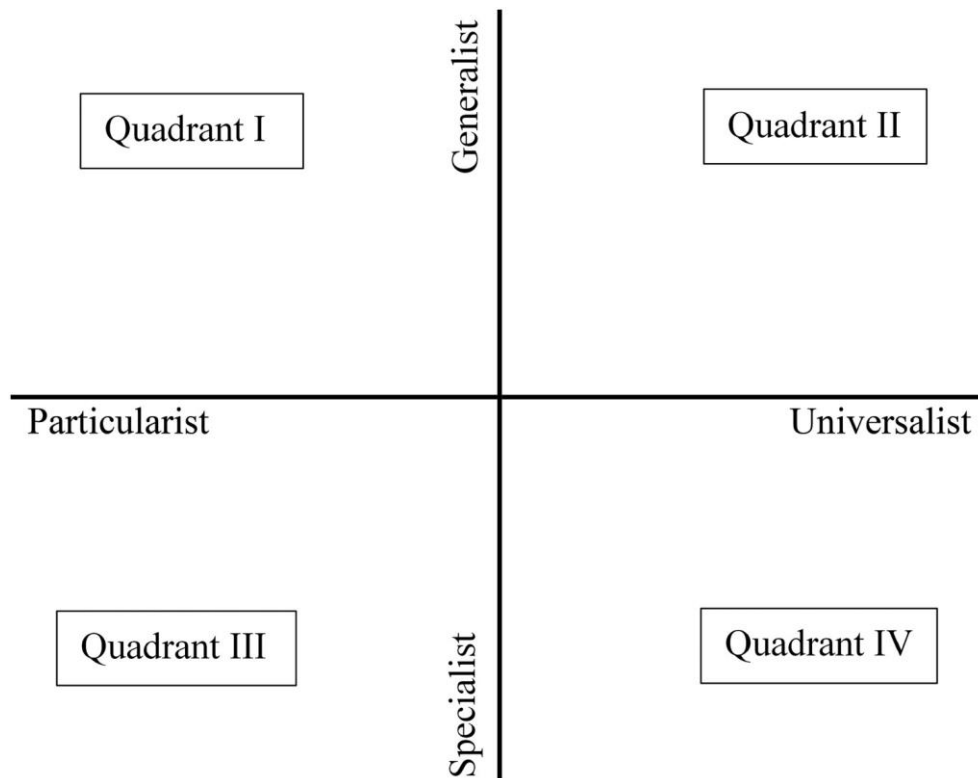 Generalist
Quadrant I
Quadrant II
Particularist
Universalist
Quadrant III
Quadrant IV
Specialist